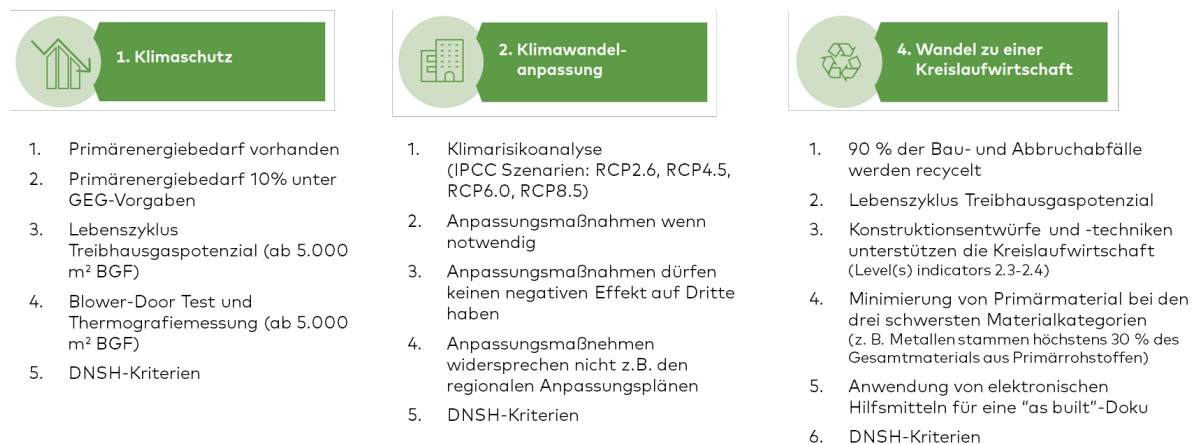 1. Klimaschutz
1. Primärenergiebedarf vorhanden
2. Primärenergiebedarf 10% unter
GEG-Vorgaben
3. Lebenszyklus
Treibhausgaspotenzial (ab 5.000
m² BGF)
4. Blower-Door Test und
Thermografiemessung (ab 5.000
m² BGF)
5. DNSH-Kriterien
2. Klimawandel-
anpassung
1. Klimarisikoanalyse
(IPCC Szenarien: RCP2.6, RCP4.5,
RCP6.0, RCP8.5)
2. Anpassungsmaßnahmen wenn
notwendig
3. Anpassungsmaßnahmen dürfen
keinen negativen Effekt auf Dritte
haben
4. Anpassungsmaßnehmen
widersprechen nicht z.B. den
regionalen Anpassungsplänen
5. DNSH-Kriterien
4. Wandel zu einer
Kreislaufwirtschaft
1. 90 % der Bau- und Abbruchabfälle
werden recycelt
2. Lebenszyklus Treibhausgaspotenzial
3. Konstruktionsentwürfe und -techniken
unterstützen die Kreislaufwirtschaft
(Level(s) indicators 2.3-2.4)
4. Minimierung von Primärmaterial bei den
drei schwersten Materialkategorien
(z. B. Metallen stammen höchstens 30 % des
Gesamtmaterials aus Primärrohstoffen)
5. Anwendung von elektronischen
Hilfsmitteln für eine “as built”-Doku
6. DNSH-Kriterien